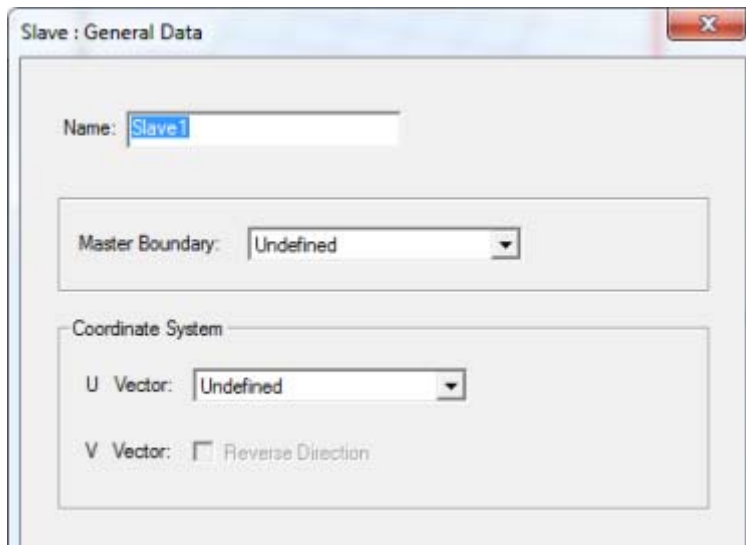 Slave : General Data
Name: Slave1
Master Boundary: Undefined
Coordinate System
U Vector: Undefined
V Vector: Reverse Direction